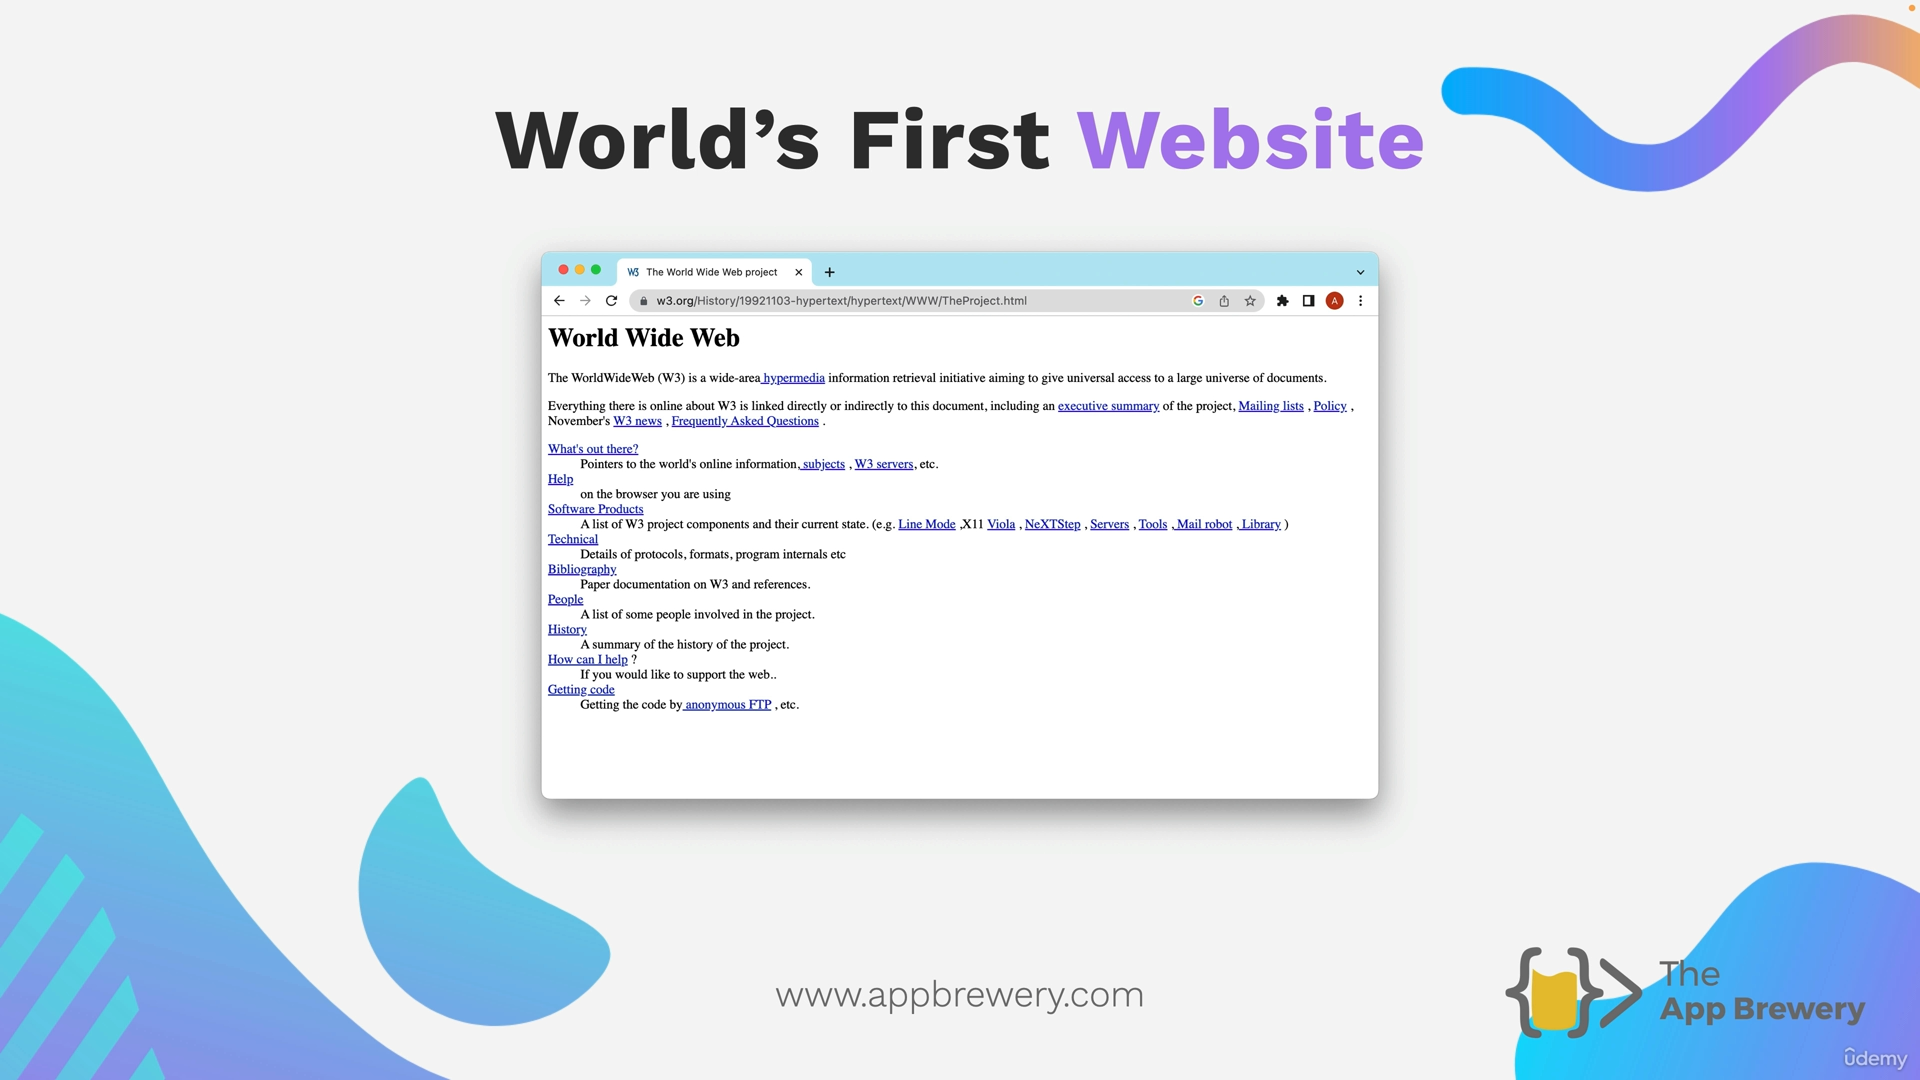 World’s First Website
W3 The World Wide Web project
w3.org/History/19921103-hypertext/hypertext/WWW/TheProject.html
A
World Wide Web
The WorldWideWeb (W3) is a wide-area hypermedia information retrieval initiative aiming to give universal access to a large universe of documents.
Everything there is online about W3 is linked directly or indirectly to this document, including an executive summary of the project, Mailing lists , Policy ,
November's W3 news , Frequently Asked Questions .
What's out there?
Pointers to the world's online information, subjects , W3 servers, etc.
Help
on the browser you are using
Software Products
A list of W3 project components and their current state. (e.g. Line Mode ,X11 Viola , NeXTStep , Servers , Tools , Mail robot , Library )
Technical
Details of protocols, formats, program internals etc
Bibliography
Paper documentation on W3 and references.
People
A list of some people involved in the project.
History
A summary of the history of the project.
How can I help ?
If you would like to support the web..
Getting code
Getting the code by anonymous FTP , etc.
www.appbrewery.com
The
App Brewery
ûdemy